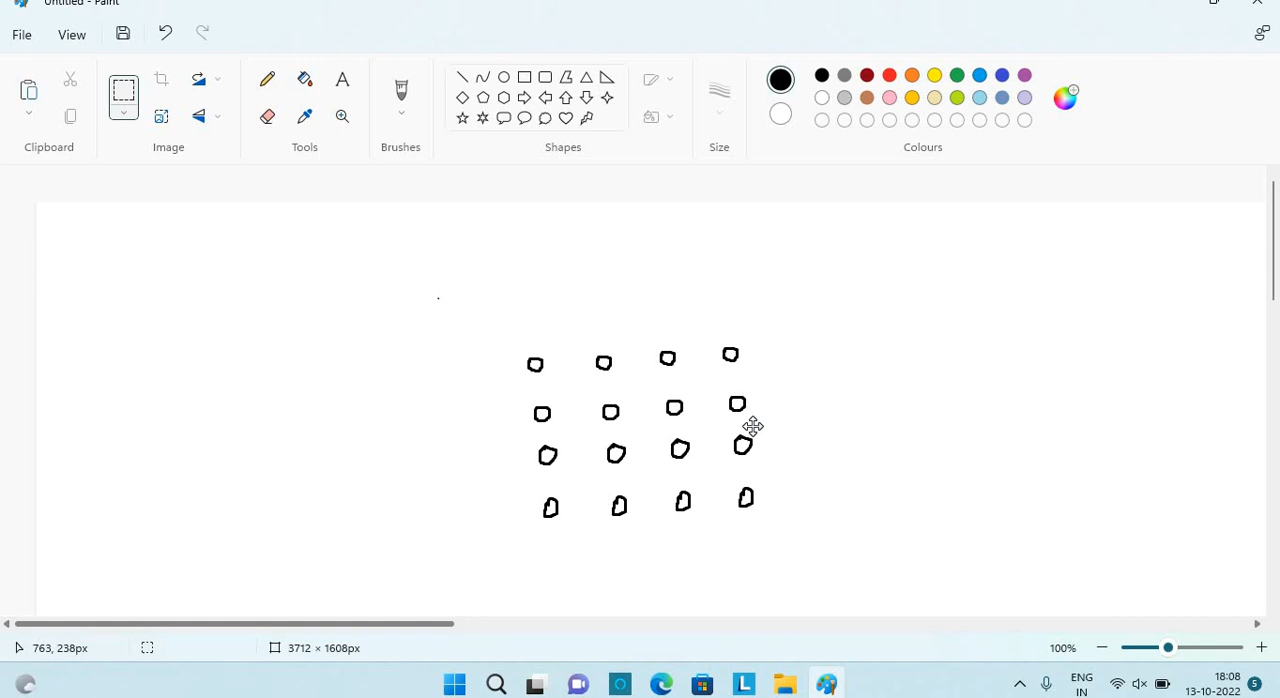 Untitled - Paint
File View
A
Clipboard Image Tools Brushes Shapes Size Colours
763, 238px 3712 × 1608px 100%
ENG 18:08
IN 13-10-2022 5